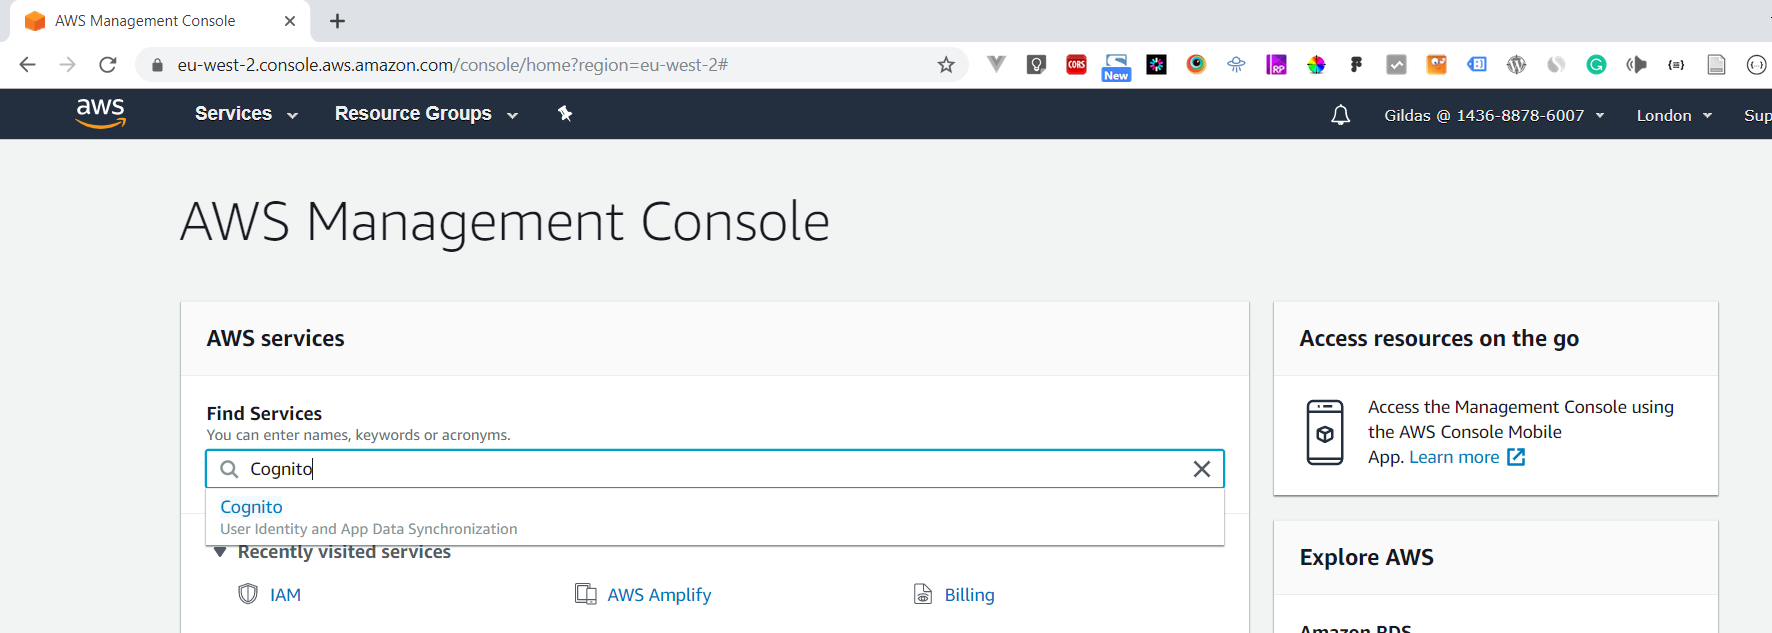 AWS Management Console
eu-west-2.console.aws.amazon.com/console/home?region=eu-west-2#
CORS
New
RP
aws
Services
Resource Groups
Gildas @ 1436-8878-6007
London
Sup
AWS Management Console
AWS services
Find Services
You can enter names, keywords or acronyms.
Cognito
Cognito
User Identity and App Data Synchronization
Recently visited services
IAM
AWS Amplify
Billing
Access resources on the go
Access the Management Console using
the AWS Console Mobile
App. Learn more
Explore AWS
Amazon RDS